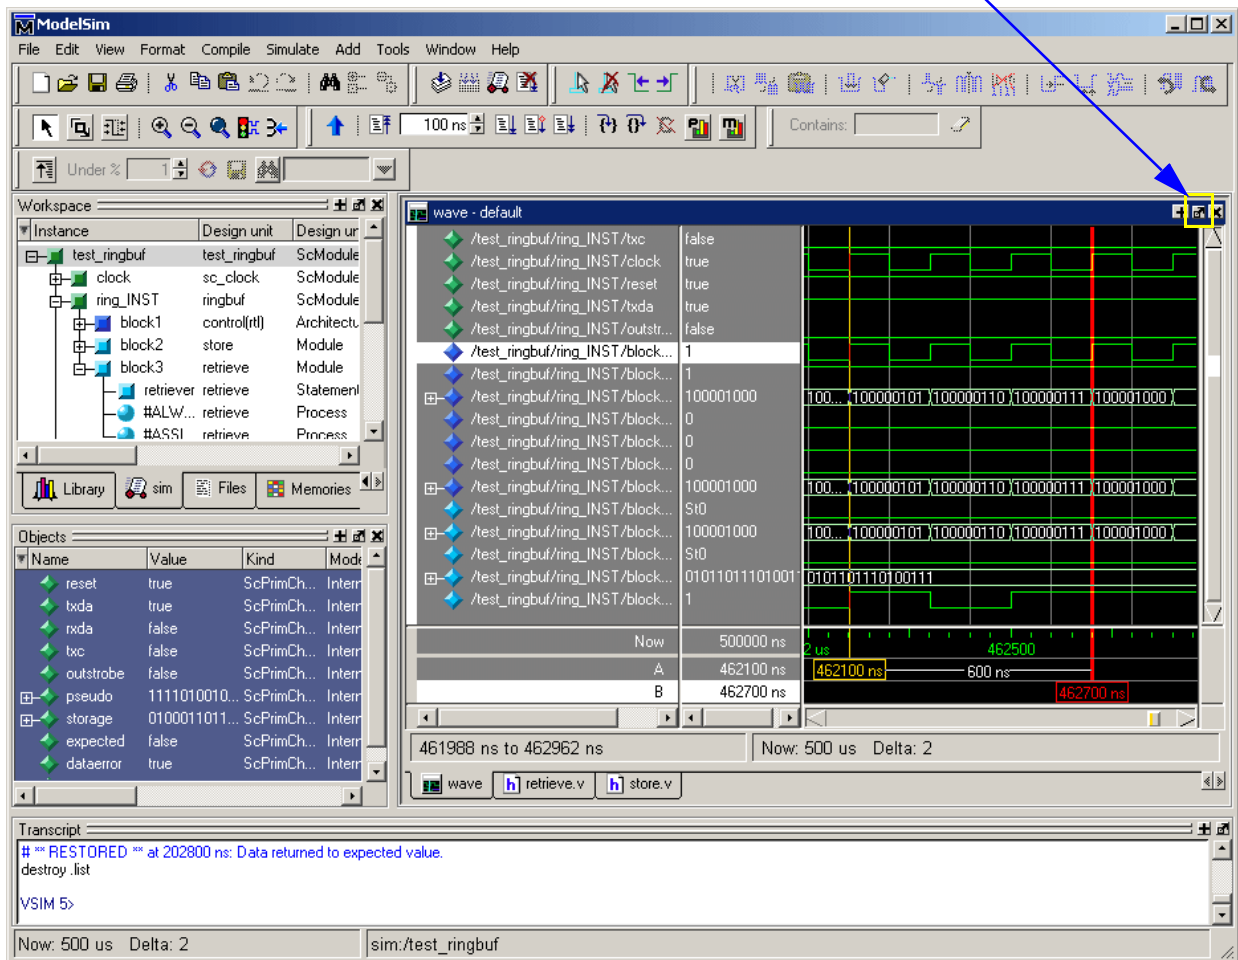 ModelSim
File Edit View Format Compile Simulate Add Tools Window Help
100 ns
Contains:
Under % 1
Workspace
Instance Design unit Design ur
test_ringbuf test_ringbuf ScModule
clock sc_clock ScModule
ring_INST ringbuf ScModule
block1 control(rtl) Architectu
block2 store Module
block3 retrieve Module
retriever retrieve Statement
#ALW... retrieve Process
#ASSI retrieve Process
Library sim Files Memories
Objects
Name Value Kind Mode
reset true ScPrimCh... Intern
txda true ScPrimCh... Intern
rxda false ScPrimCh... Intern
txc false ScPrimCh... Intern
outstrobe false ScPrimCh... Intern
pseudo 1111010010... ScPrimCh... Intern
storage 0100011011... ScPrimCh... Intern
expected false ScPrimCh... Intern
dataerror true ScPrimCh... Intern
wave - default
/test_ringbuf/ring_INST/txc false
/test_ringbuf/ring_INST/clock true
/test_ringbuf/ring_INST/reset true
/test_ringbuf/ring_INST/txda true
/test_ringbuf/ring_INST/outstr... false
/test_ringbuf/ring_INST/block... 1
/test_ringbuf/ring_INST/block... 1
/test_ringbuf/ring_INST/block... 100001000 100... 100000101 100000110 100000111 100001000
/test_ringbuf/ring_INST/block... 0
/test_ringbuf/ring_INST/block... 0
/test_ringbuf/ring_INST/block... 0
/test_ringbuf/ring_INST/block... 100001000 100... 100000101 100000110 100000111 100001000
/test_ringbuf/ring_INST/block... St0
/test_ringbuf/ring_INST/block... 100001000 100... 100000101 100000110 100000111 100001000
/test_ringbuf/ring_INST/block... St0
/test_ringbuf/ring_INST/block... 01011011101001 0101101110100111
/test_ringbuf/ring_INST/block... 1
Now 500000 ns 2 us 462500
A 462100 ns 462100 ns 600 ns
B 462700 ns 462700 ns
461988 ns to 462962 ns Now: 500 us Delta: 2
wave retrieve.v store.v
Transcript
# ** RESTORED ** at 202800 ns: Data returned to expected value.
destroy .list
VSIM 5>
Now: 500 us Delta: 2 sim:/test_ringbuf